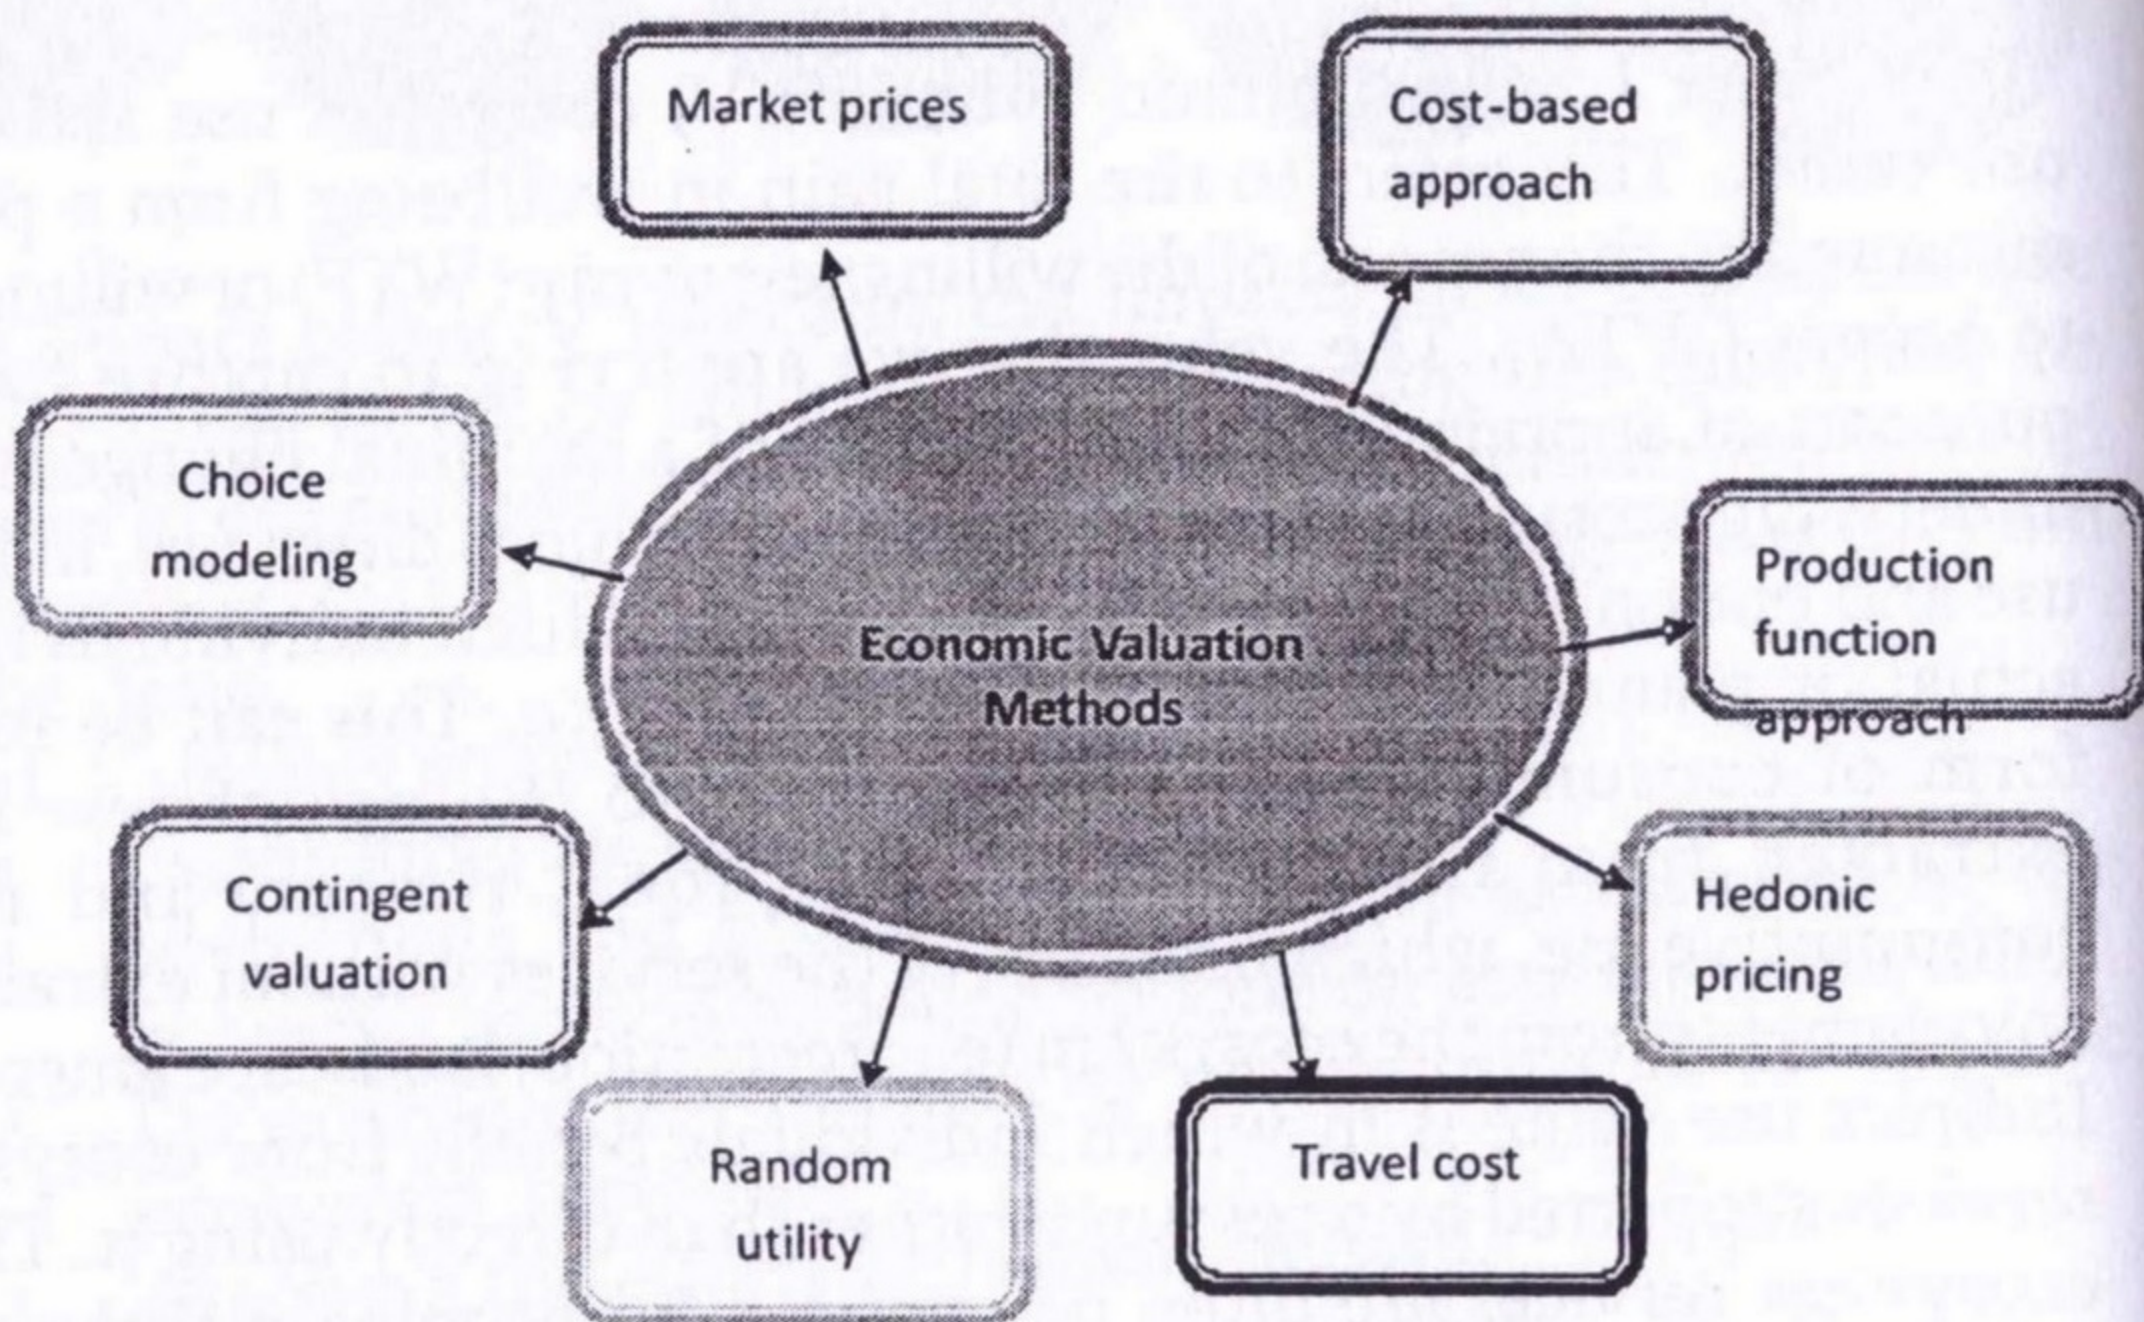 Market prices
Cost-based
approach
Choice
modeling
Production
function
approach
Economic Valuation
Methods
Contingent
valuation
Hedonic
pricing
Random
utility
Travel cost